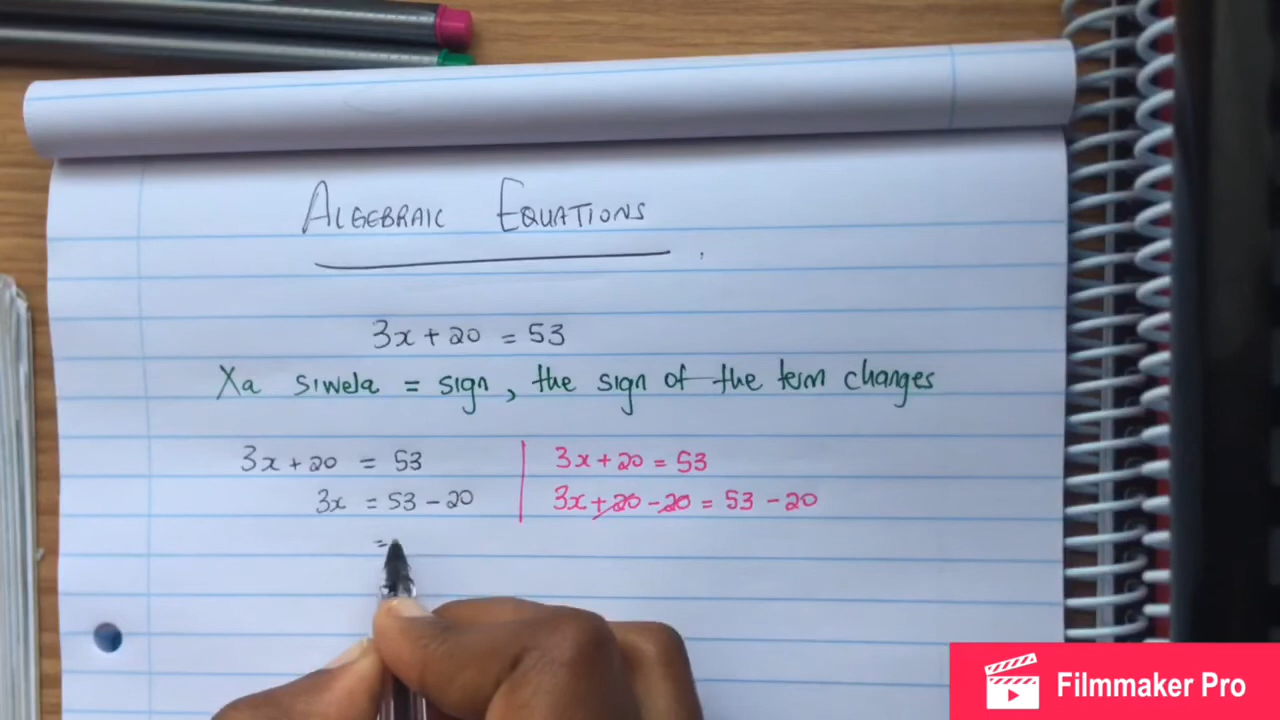 ALGEBRAIC EQUATIONS
3x + 20 = 53
Xa siwela = sign, the sign of the term changes
3x + 20 = 53
3x = 53 - 20
=
3x + 20 = 53
3x + 20 - 20 = 53 - 20
Filmmaker Pro